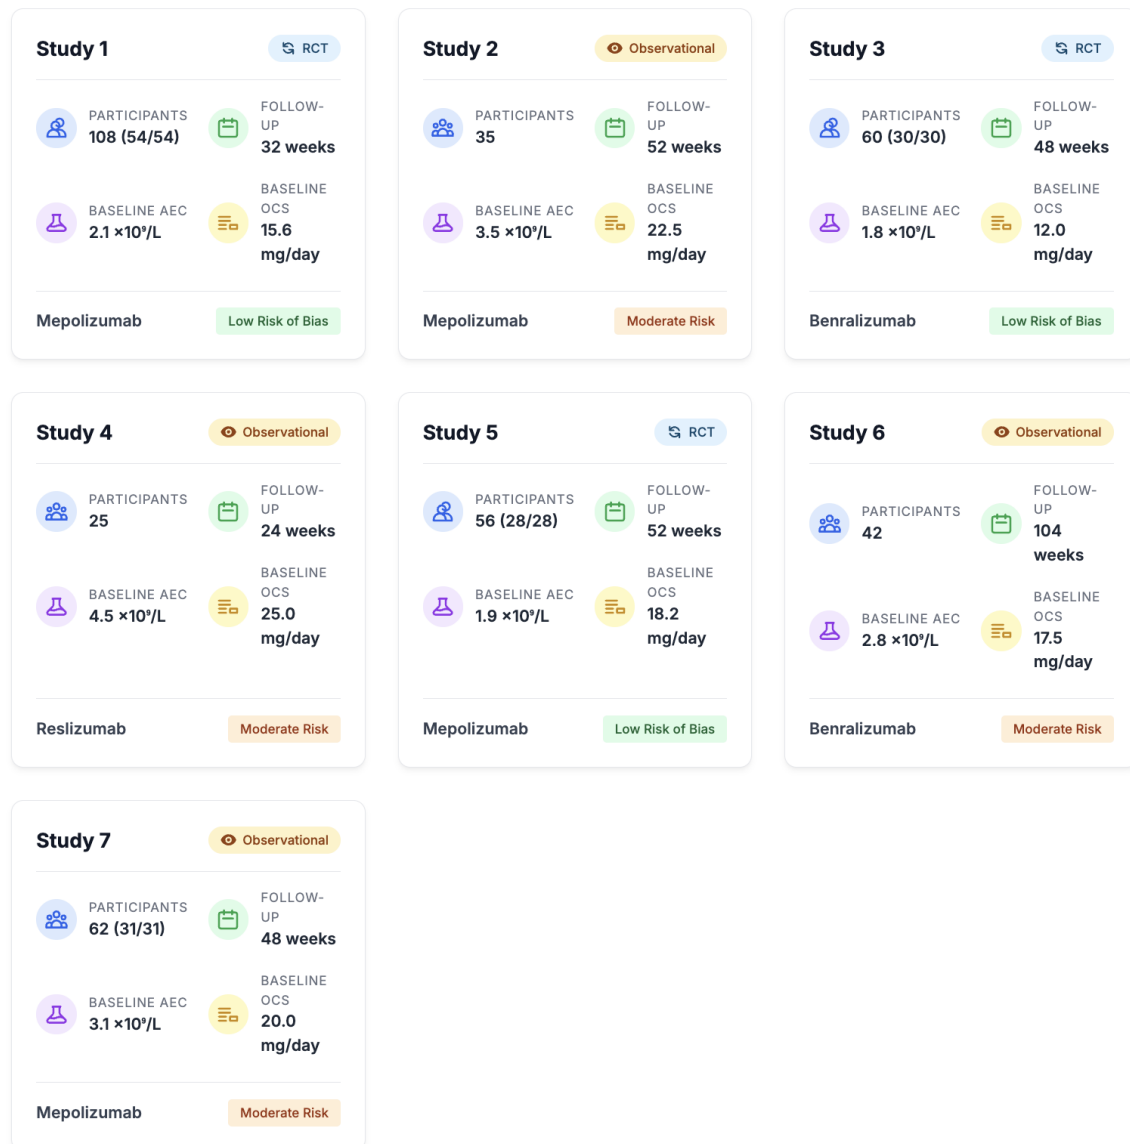 Study 1
RCT
PARTICIPANTS
108 (54/54)
FOLLOW-
UP
32 weeks
BASELINE AEC
2.1 ×10⁹/L
BASELINE
OCS
15.6
mg/day
Mepolizumab
Low Risk of Bias
Study 2
Observational
PARTICIPANTS
35
FOLLOW-
UP
52 weeks
BASELINE AEC
3.5 ×10⁹/L
BASELINE
OCS
22.5
mg/day
Mepolizumab
Moderate Risk
Study 3
RCT
PARTICIPANTS
60 (30/30)
FOLLOW-
UP
48 weeks
BASELINE AEC
1.8 ×10⁹/L
BASELINE
OCS
12.0
mg/day
Benralizumab
Low Risk of Bias
Study 4
Observational
PARTICIPANTS
25
FOLLOW-
UP
24 weeks
BASELINE AEC
4.5 ×10⁹/L
BASELINE
OCS
25.0
mg/day
Reslizumab
Moderate Risk
Study 5
RCT
PARTICIPANTS
56 (28/28)
FOLLOW-
UP
52 weeks
BASELINE AEC
1.9 ×10⁹/L
BASELINE
OCS
18.2
mg/day
Mepolizumab
Low Risk of Bias
Study 6
Observational
PARTICIPANTS
42
FOLLOW-
UP
104
weeks
BASELINE AEC
2.8 ×10⁹/L
BASELINE
OCS
17.5
mg/day
Benralizumab
Moderate Risk
Study 7
Observational
PARTICIPANTS
62 (31/31)
FOLLOW-
UP
48 weeks
BASELINE AEC
3.1 ×10⁹/L
BASELINE
OCS
20.0
mg/day
Mepolizumab
Moderate Risk